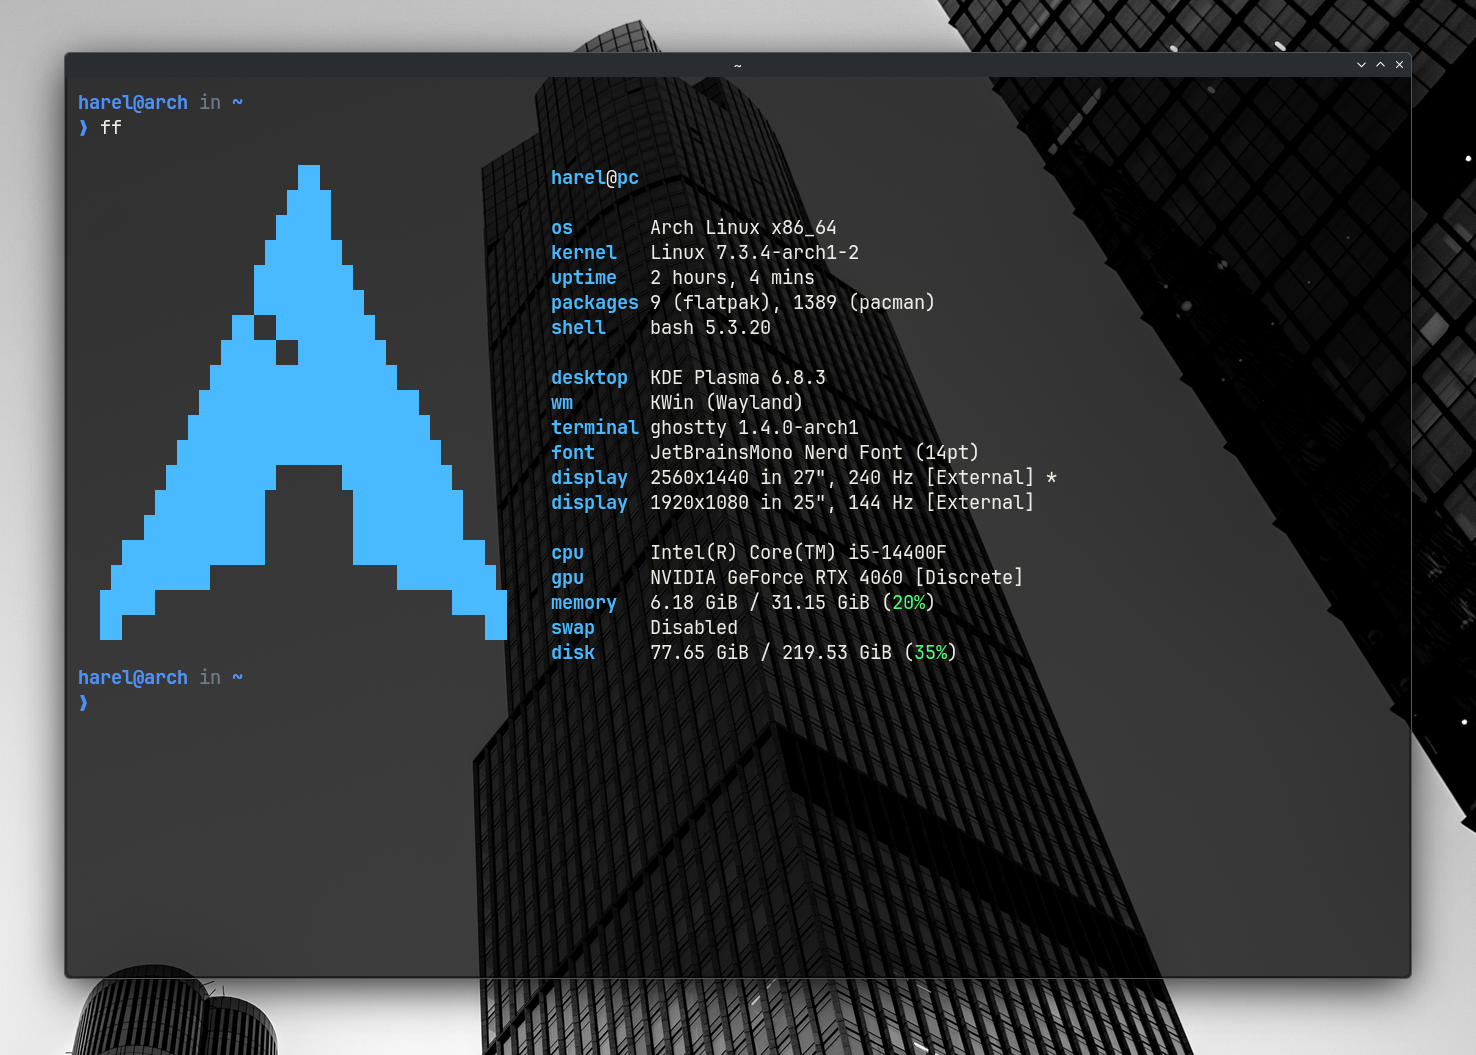 ~
harel@arch in ~
❱ ff
harel@pc
os Arch Linux x86_64
kernel Linux 7.3.4-arch1-2
uptime 2 hours, 4 mins
packages 9 (flatpak), 1389 (pacman)
shell bash 5.3.20
desktop KDE Plasma 6.8.3
wm KWin (Wayland)
terminal ghostty 1.4.0-arch1
font JetBrainsMono Nerd Font (14pt)
display 2560x1440 in 27", 240 Hz [External] *
display 1920x1080 in 25", 144 Hz [External]
cpu Intel(R) Core(TM) i5-14400F
gpu NVIDIA GeForce RTX 4060 [Discrete]
memory 6.18 GiB / 31.15 GiB (20%)
swap Disabled
disk 77.65 GiB / 219.53 GiB (35%)
harel@arch in ~
❱